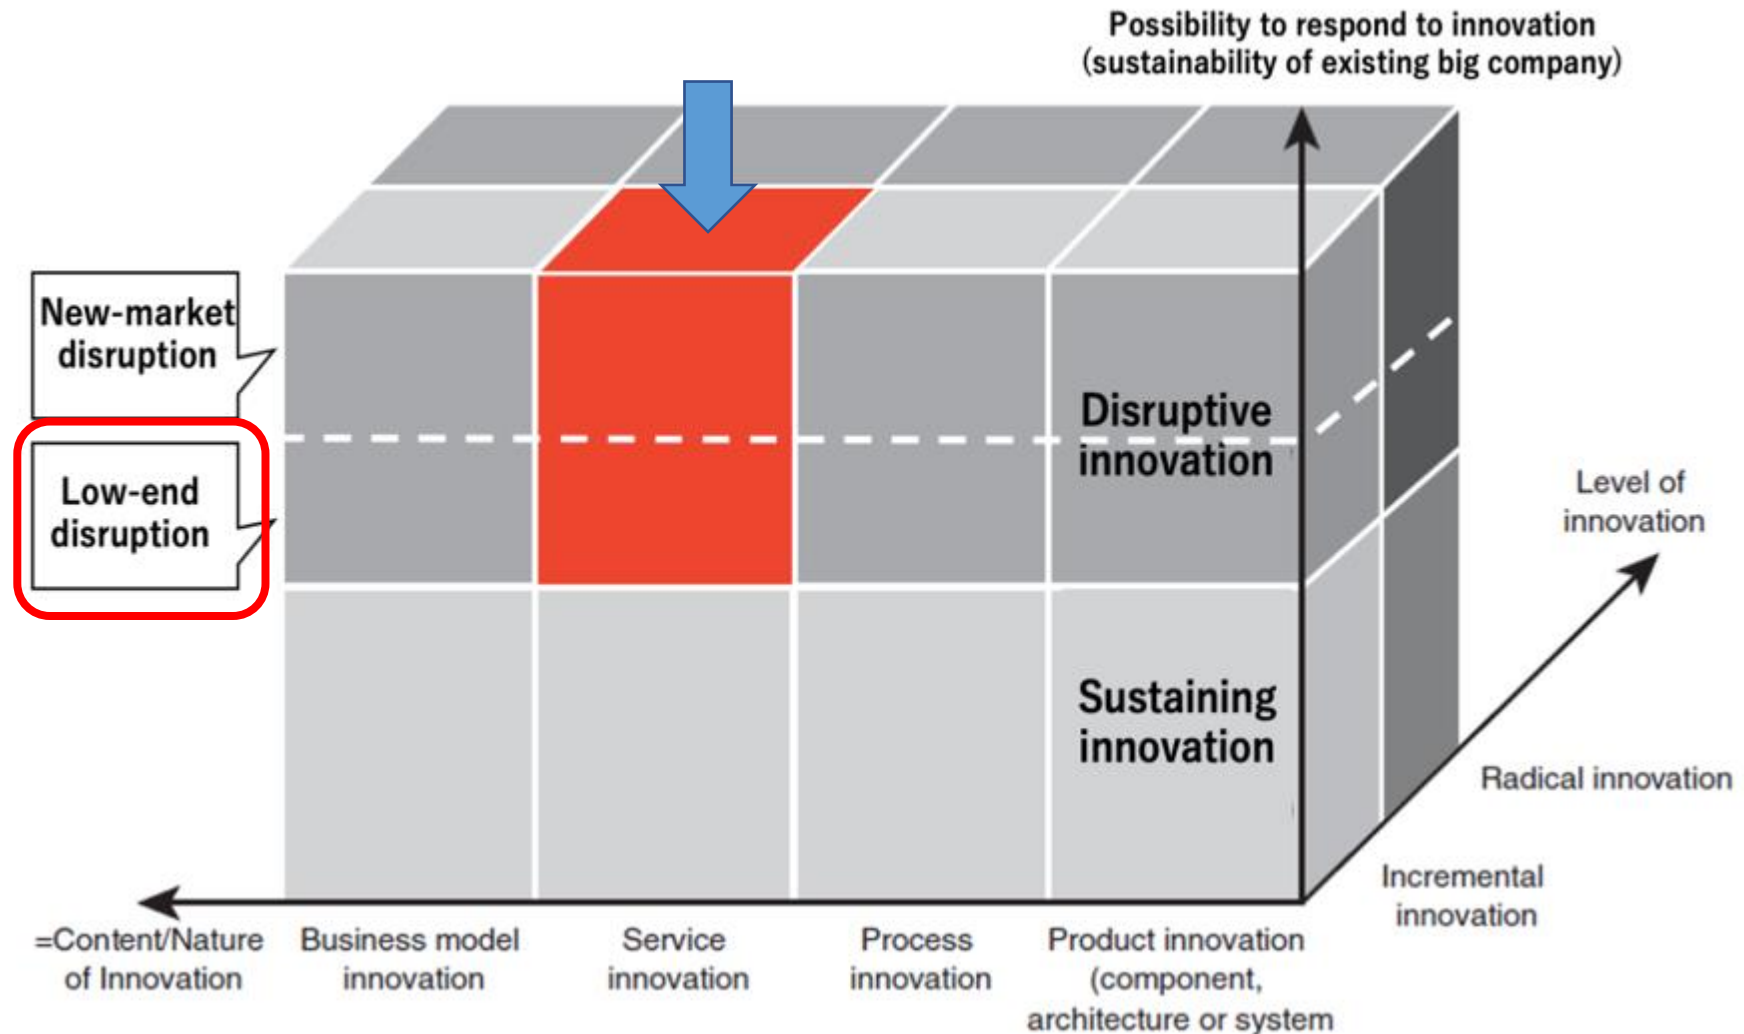 Possibility to respond to innovation
(sustainability of existing big company)
New-market
disruption
Low-end
disruption
Disruptive
innovation
Sustaining
innovation
Level of
innovation
Radical innovation
Incremental
innovation
=Content/Nature
of Innovation
Business model
innovation
Service
innovation
Process
innovation
Product innovation
(component,
architecture or system